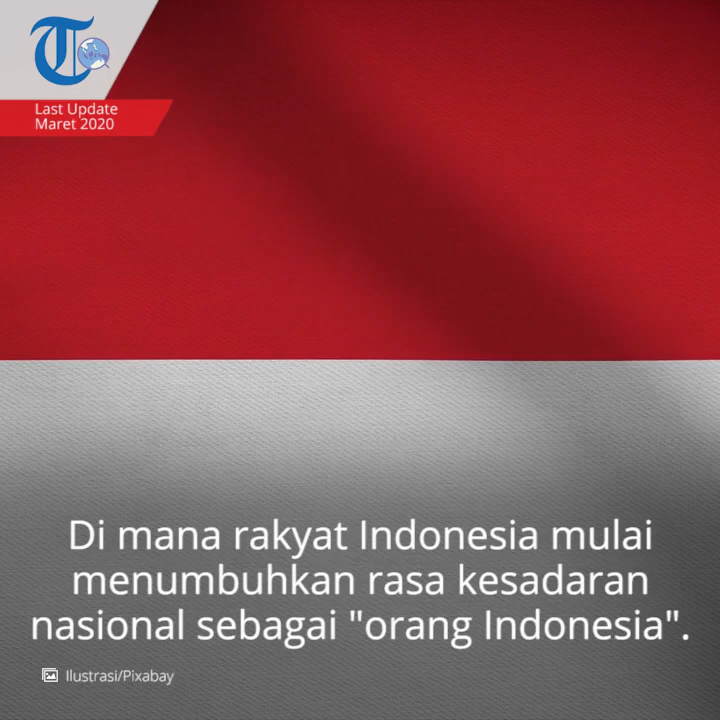 T
Last Update
Maret 2020
Di mana rakyat Indonesia mulai
menumbuhkan rasa kesadaran
nasional sebagai "orang Indonesia".
Ilustrasi/Pixabay